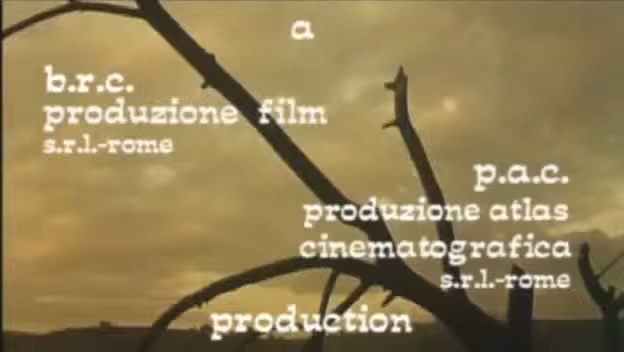 a
b.r.c.
produzione film
s.r.l.-rome
p.a.c.
produzione atlas
cinematografica
s.r.l.-rome
production